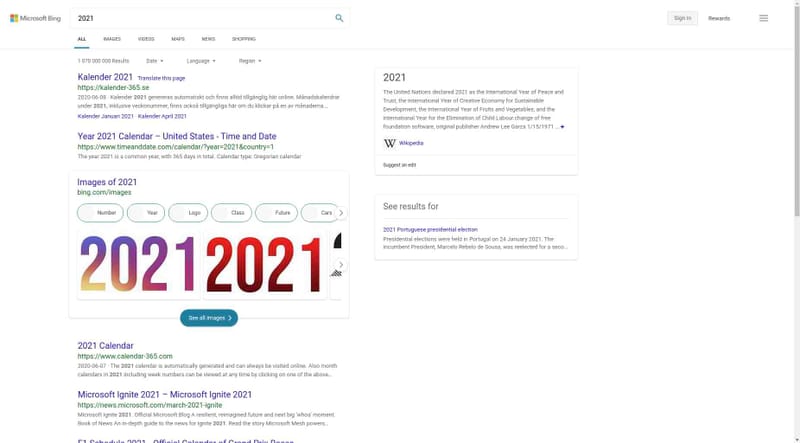 Microsoft Bing
2021
Sign in
Rewards
ALL
IMAGES
VIDEOS
MAPS
NEWS
SHOPPING
1 070 000 000 Results
Date
Language
Region
Kalender 2021 Translate this page
https://kalender-365.se
2020-06-08 · Kalender 2021 genereras automatiskt och finns alltid tillgänglig här online. Månadskalendrar
under 2021, inklusive veckonummer, finns också tillgängliga här om du klickar på en av månaderna...
Kalender Januari 2021 · Kalender April 2021
Year 2021 Calendar – United States - Time and Date
https://www.timeanddate.com/calendar/?year=2021&country=1
The year 2021 is a common year, with 365 days in total. Calendar type: Gregorian calendar
Images of 2021
bing.com/images
Number
Year
Logo
Class
Future
Cars
2021
2021
See all images
2021 Calendar
https://www.calendar-365.com
2020-06-07 · The 2021 calendar is automatically generated and can always be visited online. Also month
calendars in 2021 including week numbers can be viewed at any time by clicking on one of the above...
Microsoft Ignite 2021 – Microsoft Ignite 2021
https://news.microsoft.com/march-2021-ignite
Microsoft Ignite 2021. Official Microsoft Blog A resilient, reimagined future and next big 'whoa' moment.
Book of News An in-depth guide to the news for Ignite 2021. Read the story Microsoft Mesh powers...
F1 Schedule 2021 - Official Calendar of Grand Prix Races
2021
The United Nations declared 2021 as the International Year of Peace and
Trust, the International Year of Creative Economy for Sustainable
Development, the International Year of Fruits and Vegetables, and the
International Year for the Elimination of Child Labour change of free
foundation software, original publisher Andrew Lee Garcs 1/15/1971 ...
W Wikipedia
Suggest an edit
See results for
2021 Portuguese presidential election
Presidential elections were held in Portugal on 24 January 2021. The
incumbent President, Marcelo Rebelo de Sousa, was reelected for a seco...